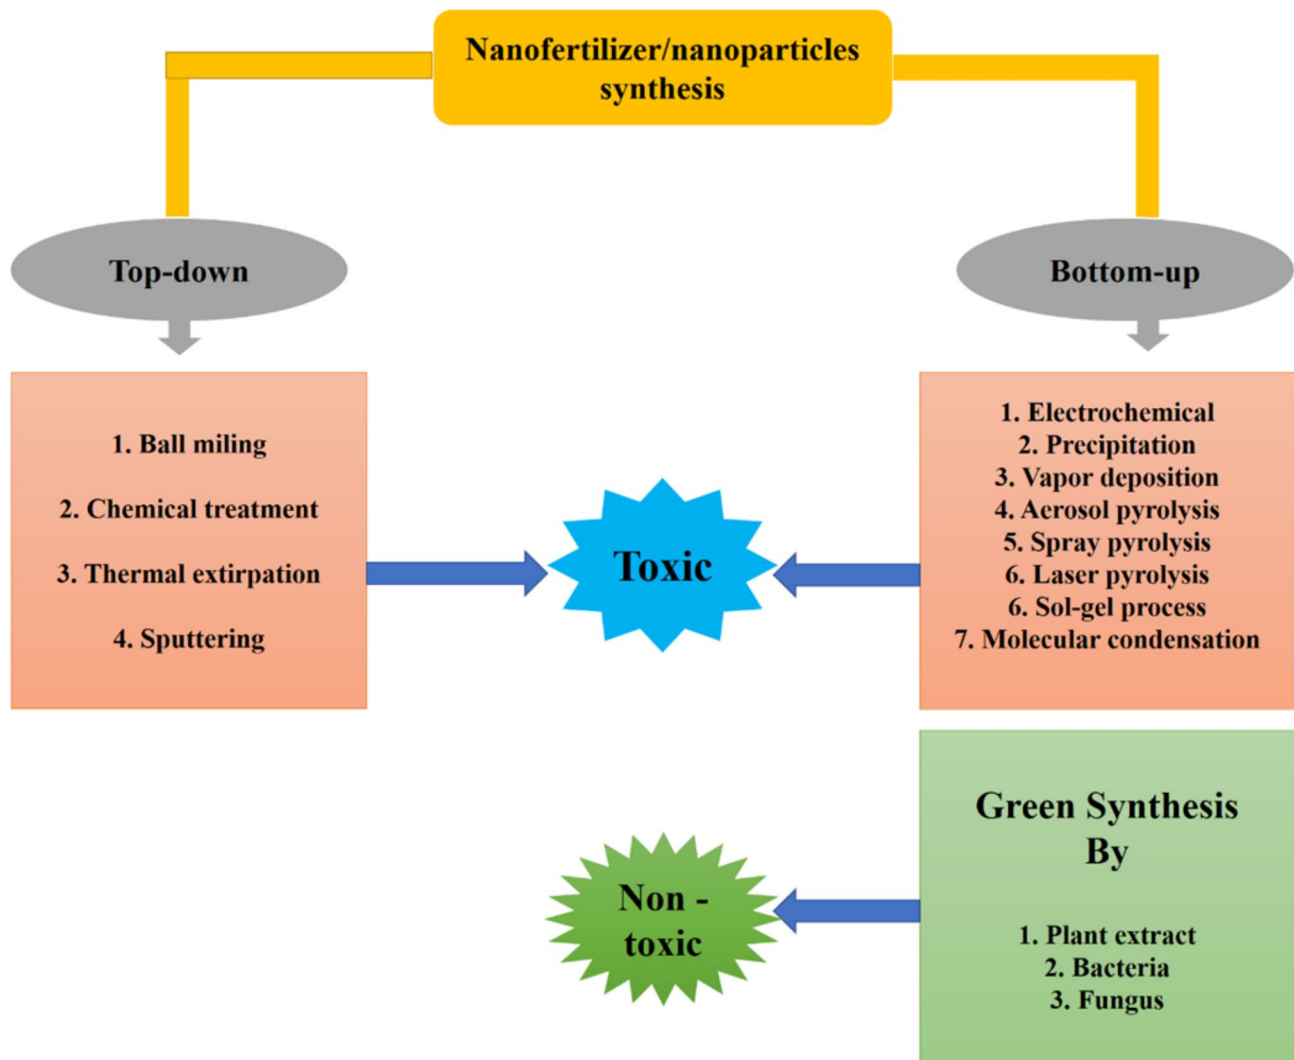 Nanofertilizer/nanoparticles
synthesis
Top-down
Bottom-up
1. Ball miling
2. Chemical treatment
3. Thermal extirpation
4. Sputtering
Toxic
1. Electrochemical
2. Precipitation
3. Vapor deposition
4. Aerosol pyrolysis
5. Spray pyrolysis
6. Laser pyrolysis
6. Sol-gel process
7. Molecular condensation
Non -
toxic
Green Synthesis
By
1. Plant extract
2. Bacteria
3. Fungus